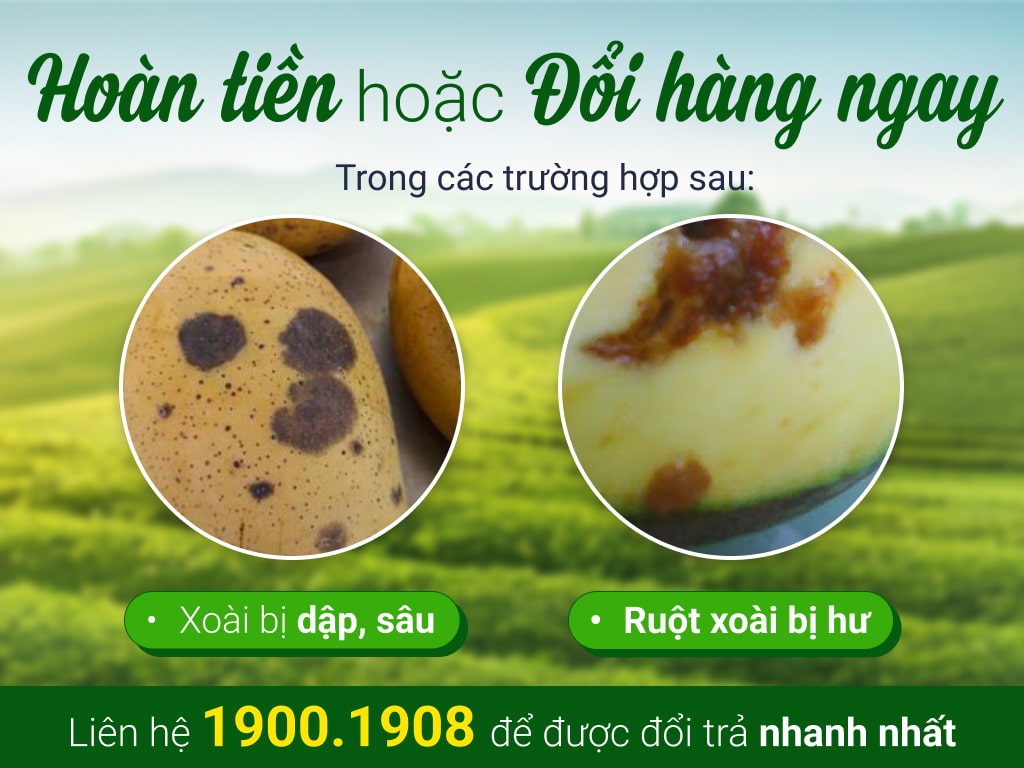 Hoàn tiền hoặc Đổi hàng ngay
Trong các trường hợp sau:
• Xoài bị dập, sâu
• Ruột xoài bị hư
Liên hệ 1900.1908 để được đổi trả nhanh nhất